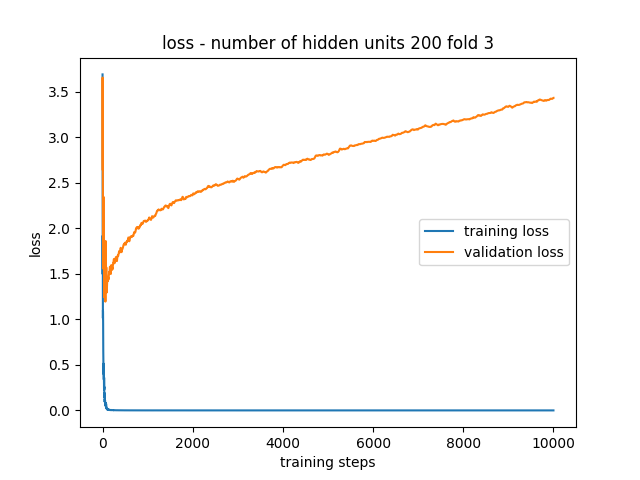 loss - number of hidden units 200 fold 3
3.5
3.0
2.5
2.0
1.5
1.0
0.5
0.0
loss
training loss
validation loss
0 2000 4000 6000 8000 10000
training steps